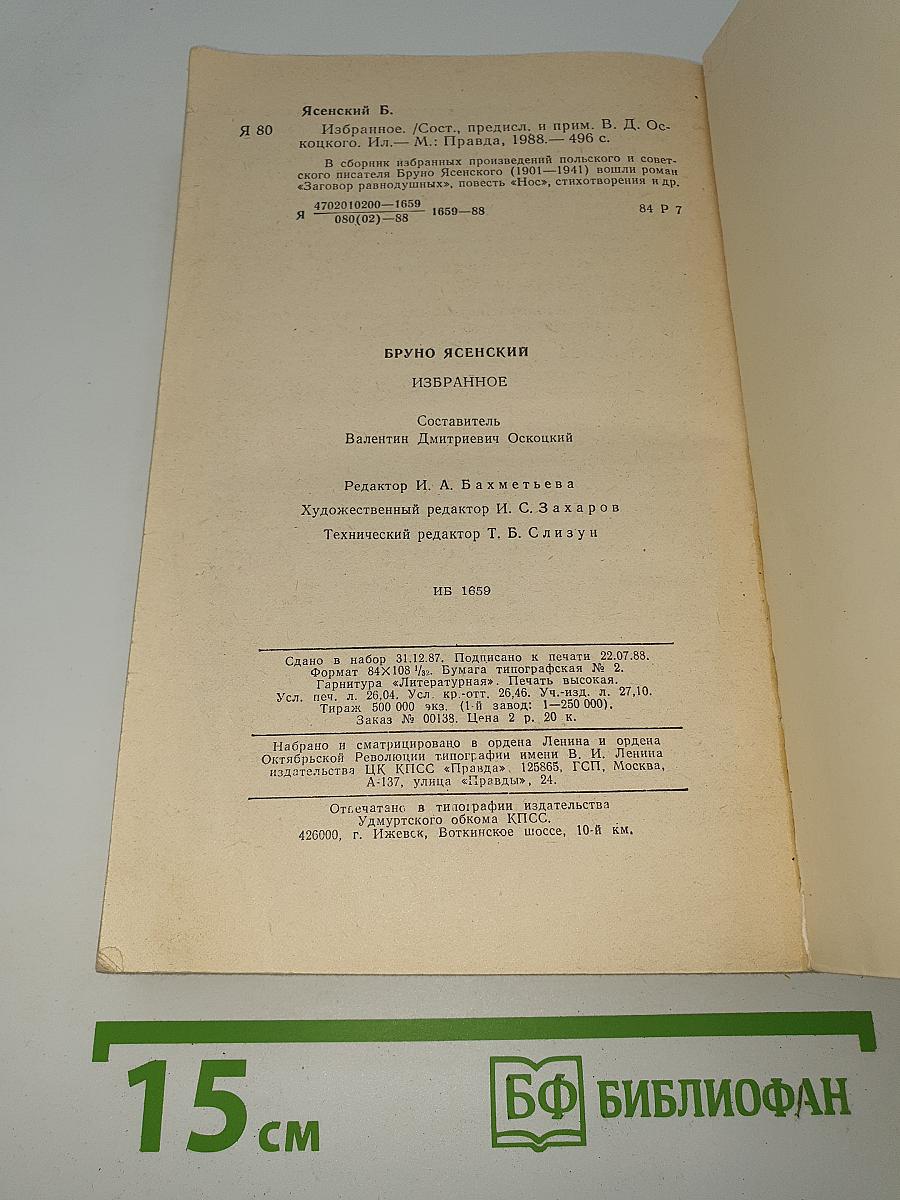 Ясенский Б.
Я 80 Избранное. /Сост., предисл. и прим. В. Д. Ос-
коцкого. Ил.— М.: Правда, 1988.— 496 с.
В сборник избранных произведений польского и совет-
ского писателя Бруно Ясенского (1901—1941) вошли роман
«Заговор равнодушных», повесть «Нос», стихотворения и др.
Я 4702010200—1659 1659—88 84 Р 7
080(02)—88
БРУНО ЯСЕНСКИЙ
ИЗБРАННОЕ
Составитель
Валентин Дмитриевич Оскоцкий
Редактор И. А. Бахметьева
Художественный редактор И. С. Захаров
Технический редактор Т. Б. Слизун
ИБ 1659
Сдано в набор 31.12.87. Подписано к печати 22.07.88.
Формат 84×108 1/32. Бумага типографская № 2.
Гарнитура «Литературная». Печать высокая.
Усл. печ. л. 26,04. Усл. кр.-отт. 26,46. Уч.-изд. л. 27,10.
Тираж 500 000 экз. (1-й завод: 1—250 000).
Заказ № 00138. Цена 2 р. 20 к.
Набрано и сматрицировано в ордена Ленина и ордена
Октябрьской Революции типографии имени В. И. Ленина
издательства ЦК КПСС «Правда». 125865, ГСП, Москва,
А-137, улица «Правды», 24.
Отпечатано в типографии издательства
Удмуртского обкома КПСС.
426000, г. Ижевск, Воткинское шоссе, 10-й км.
15 см
БФ БИБЛИОФАН